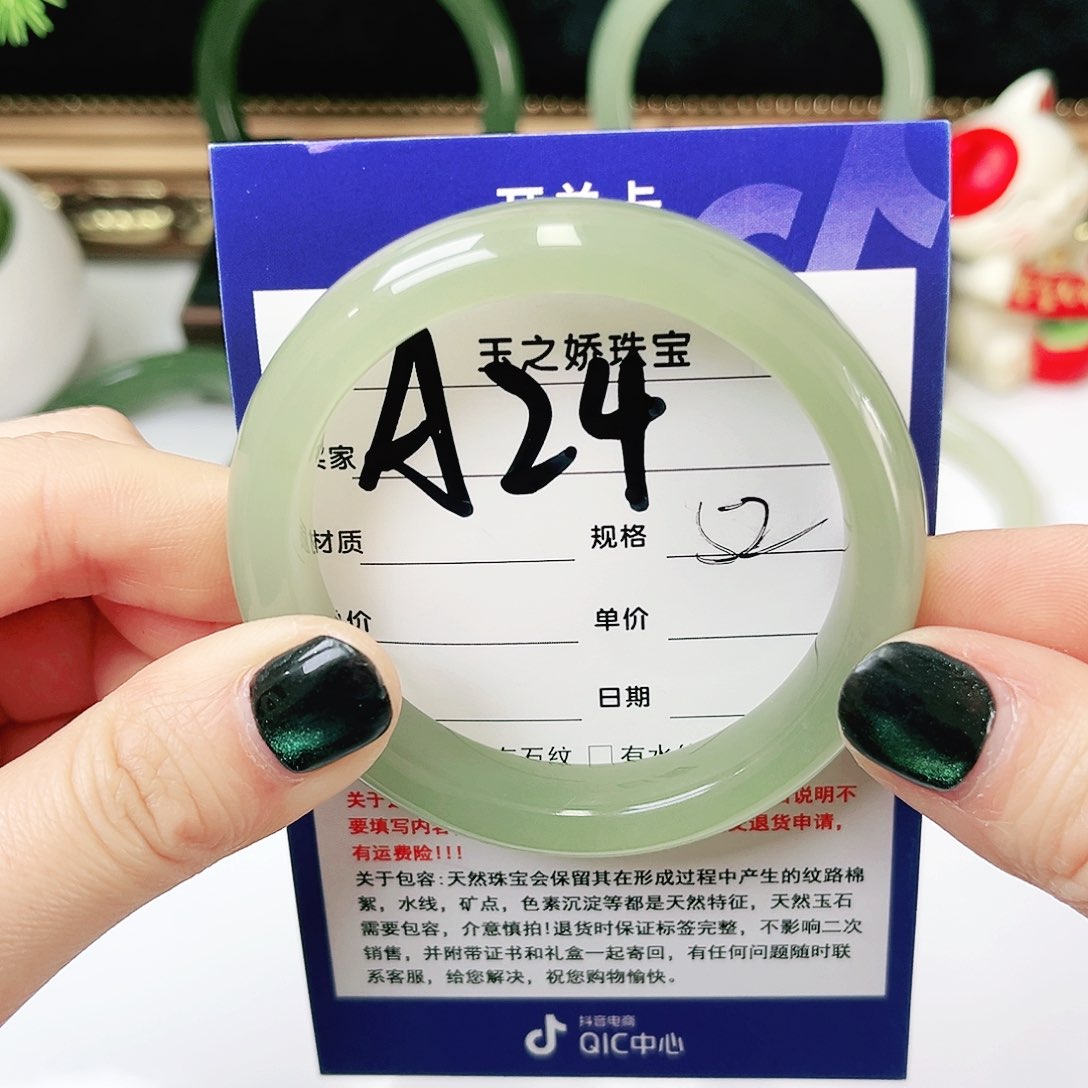 开单卡
玉之娇珠宝
A24
买家
材质 规格
价 单价
日期
石纹 □有水
关于 说明不
要填写内容 退货申请，
有运费险!!!
关于包容:天然珠宝会保留其在形成过程中产生的纹路棉
絮，水线，矿点，色素沉淀等都是天然特征，天然玉石
需要包容，介意慎拍!退货时保证标签完整，不影响二次
销售，并附带证书和礼盒一起寄回，有任何问题随时联
系客服，给您解决，祝您购物愉快。
抖音电商
QIC中心